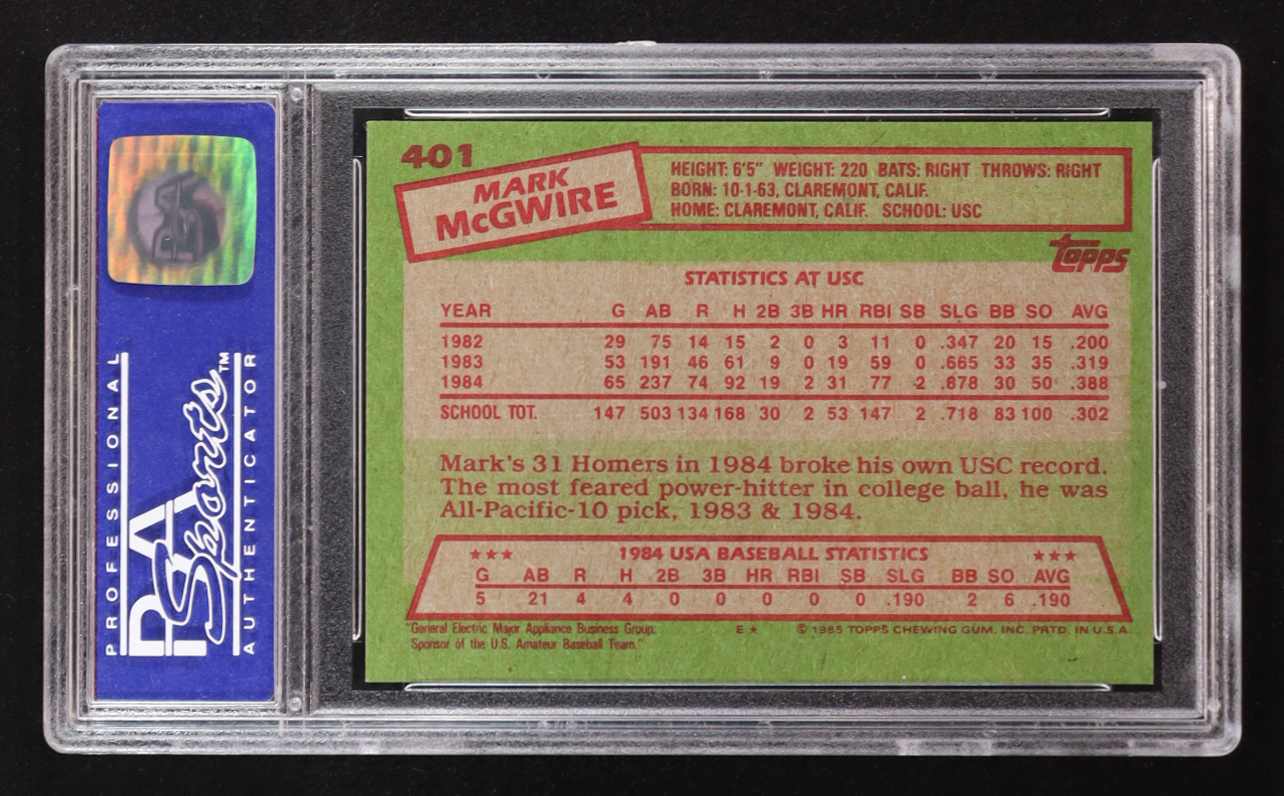 PROFESSIONAL
PSA
Sports™
AUTHENTICATOR
PSA
401
MARK
McGWIRE
HEIGHT: 6'5" WEIGHT: 220 BATS: RIGHT THROWS: RIGHT
BORN: 10-1-63, CLAREMONT, CALIF.
HOME: CLAREMONT, CALIF. SCHOOL: USC
topps
STATISTICS AT USC
YEAR G AB R H 2B 3B HR RBI SB SLG BB SO AVG
1982 29 75 14 15 2 0 3 11 0 .347 20 15 .200
1983 53 191 46 61 9 0 19 59 0 .665 33 35 .319
1984 65 237 74 92 19 2 31 77 2 .878 30 50 .388
SCHOOL TOT. 147 503 134 168 30 2 53 147 2 .718 83 100 .302
Mark's 31 Homers in 1984 broke his own USC record.
The most feared power-hitter in college ball, he was
All-Pacific-10 pick, 1983 & 1984.
★★★ 1984 USA BASEBALL STATISTICS ★★★
G AB R H 2B 3B HR RBI SB SLG BB SO AVG
5 21 4 4 0 0 0 0 0 .190 2 6 .190
"General Electric Major Appliance Business Group:
Sponsor of the U.S. Amateur Baseball Team."
E★ © 1985 TOPPS CHEWING GUM, INC. PRTD. IN U.S.A.